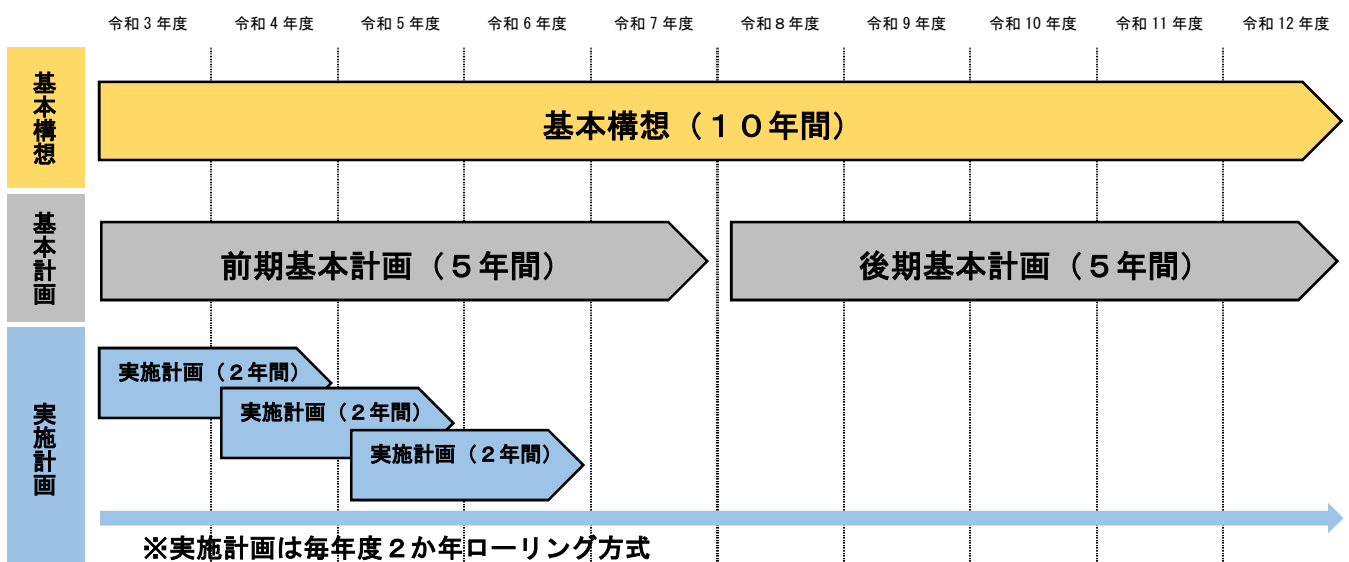 令和３年度 令和４年度 令和５年度 令和６年度 令和７年度 令和８年度 令和９年度 令和10年度 令和11年度 令和12年度
基本構想
基本構想（１０年間）
基本計画
前期基本計画（５年間） 後期基本計画（５年間）
実施計画
実施計画（２年間）
実施計画（２年間）
実施計画（２年間）
※実施計画は毎年度２か年ローリング方式